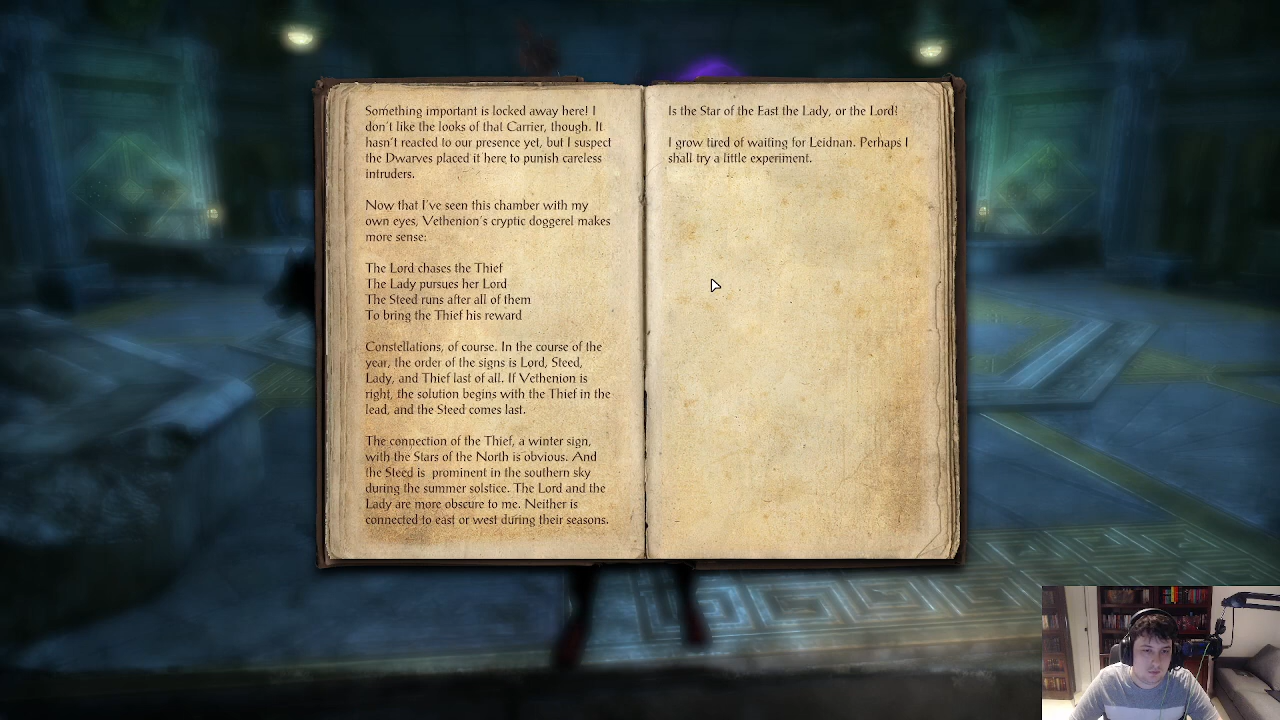 Something important is locked away here! I
don't like the looks of that Carrier, though. It
hasn't reacted to our presence yet, but I suspect
the Dwarves placed it here to punish careless
intruders.
Now that I've seen this chamber with my
own eyes, Vethenion's cryptic doggerel makes
more sense:
The Lord chases the Thief
The Lady pursues her Lord
The Steed runs after all of them
To bring the Thief his reward
Constellations, of course. In the course of the
year, the order of the signs is Lord, Steed,
Lady, and Thief last of all. If Vethenion is
right, the solution begins with the Thief in the
lead, and the Steed comes last.
The connection of the Thief, a winter sign,
with the Stars of the North is obvious. And
the Steed is prominent in the southern sky
during the summer solstice. The Lord and the
Lady are more obscure to me. Neither is
connected to east or west during their seasons.
Is the Star of the East the Lady, or the Lord?
I grow tired of waiting for Leidnan. Perhaps I
shall try a little experiment.